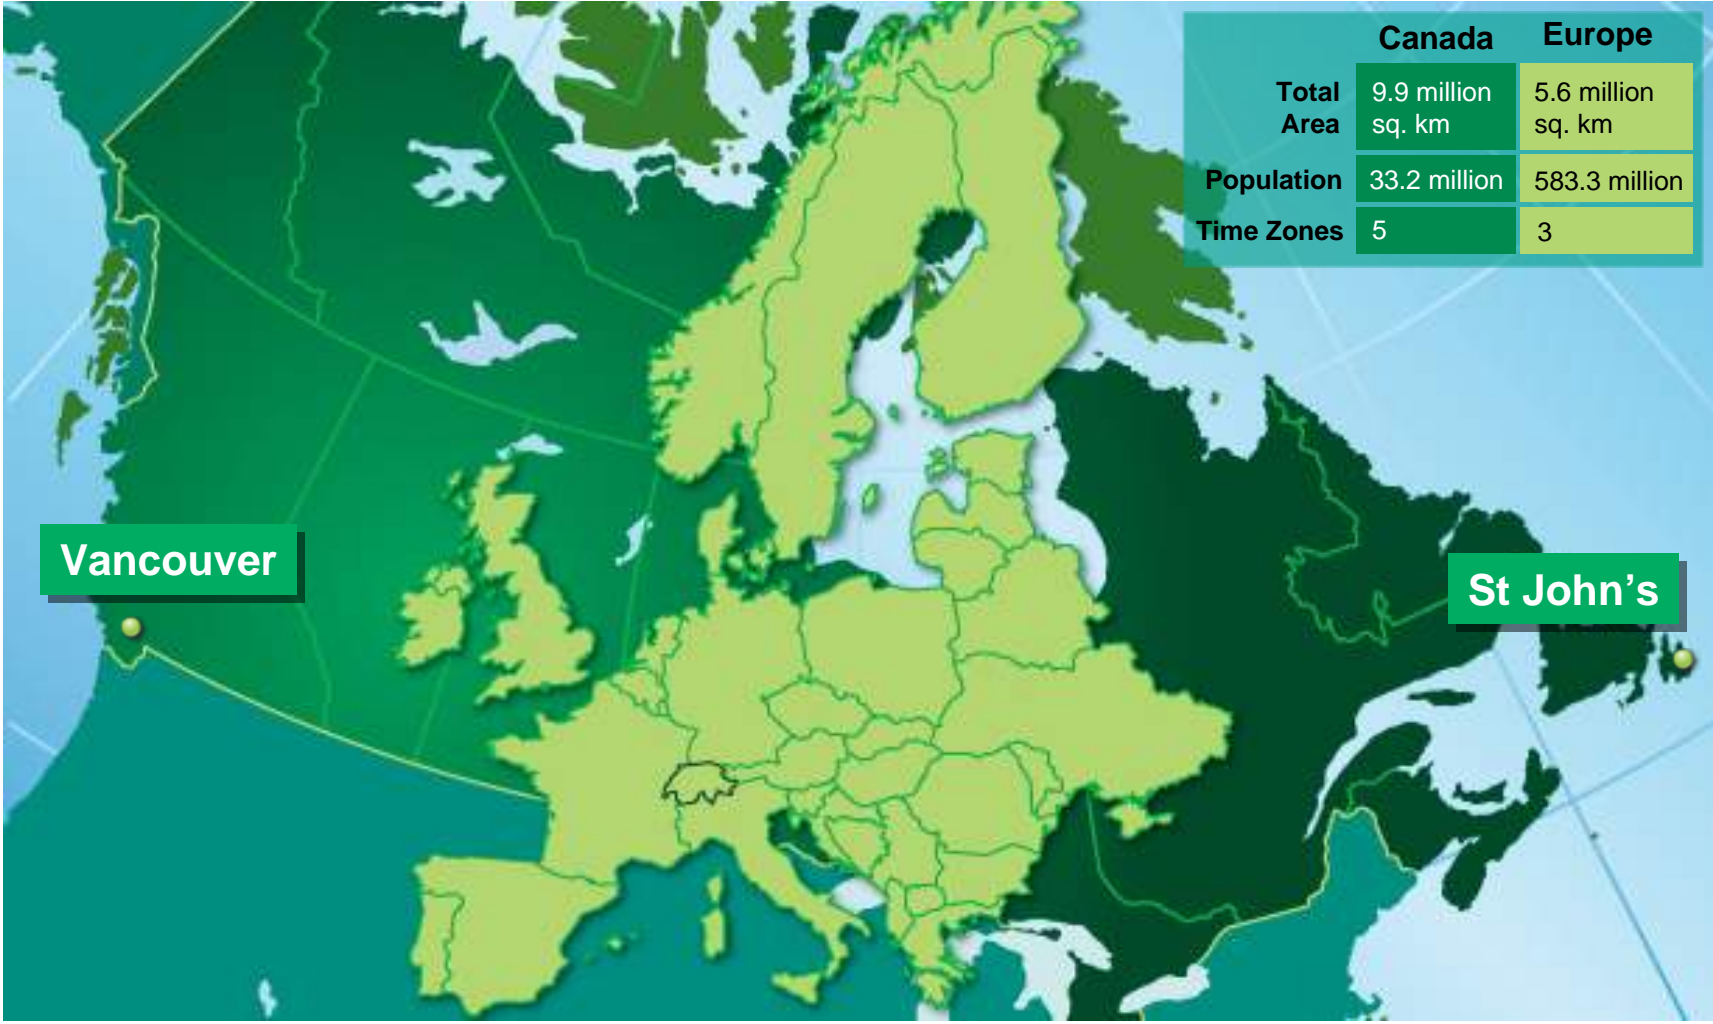 Canada Europe
Total Area 9.9 million sq. km 5.6 million sq. km
Population 33.2 million 583.3 million
Time Zones 5 3
Vancouver
St John’s